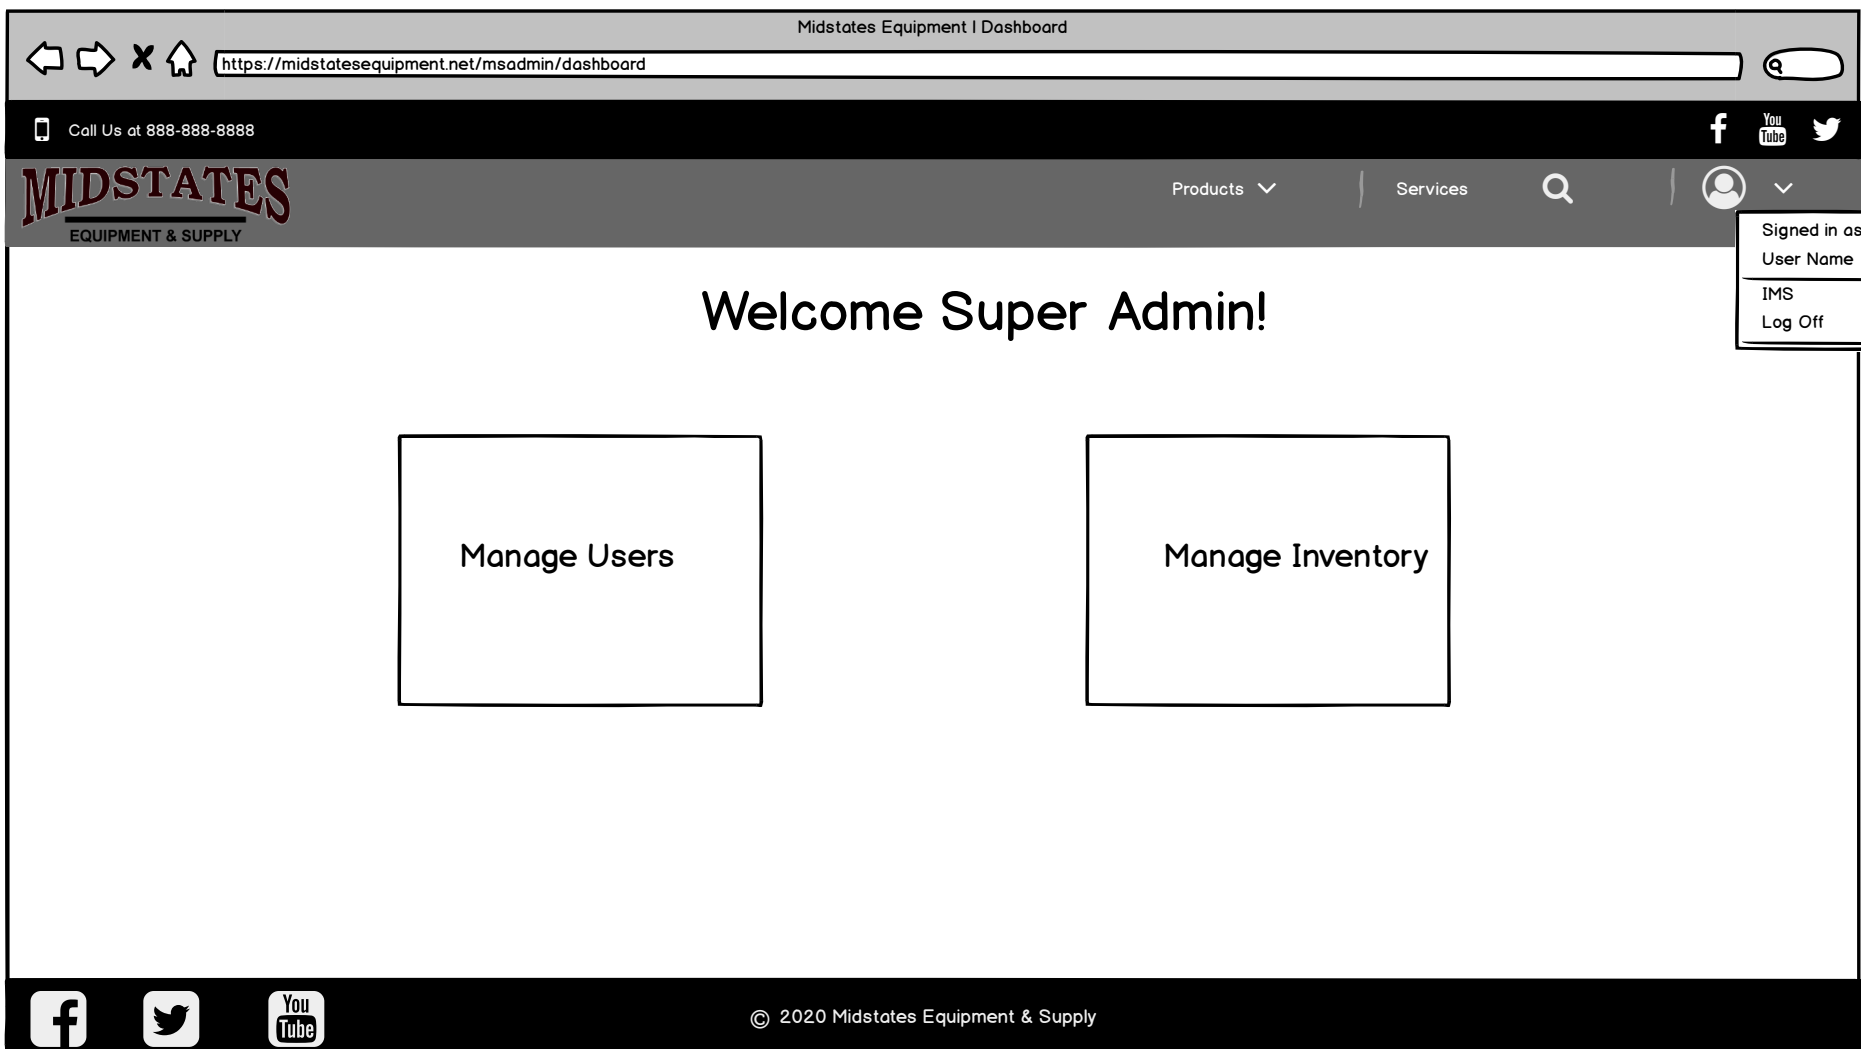 Midstates Equipment | Dashboard
https://midstatesequipment.net/msadmin/dashboard
Call Us at 888-888-8888
You Tube
MIDSTATES
EQUIPMENT & SUPPLY
Products
Services
Signed in as
User Name
IMS
Log Off
Welcome Super Admin!
Manage Users
Manage Inventory
You Tube
© 2020 Midstates Equipment & Supply